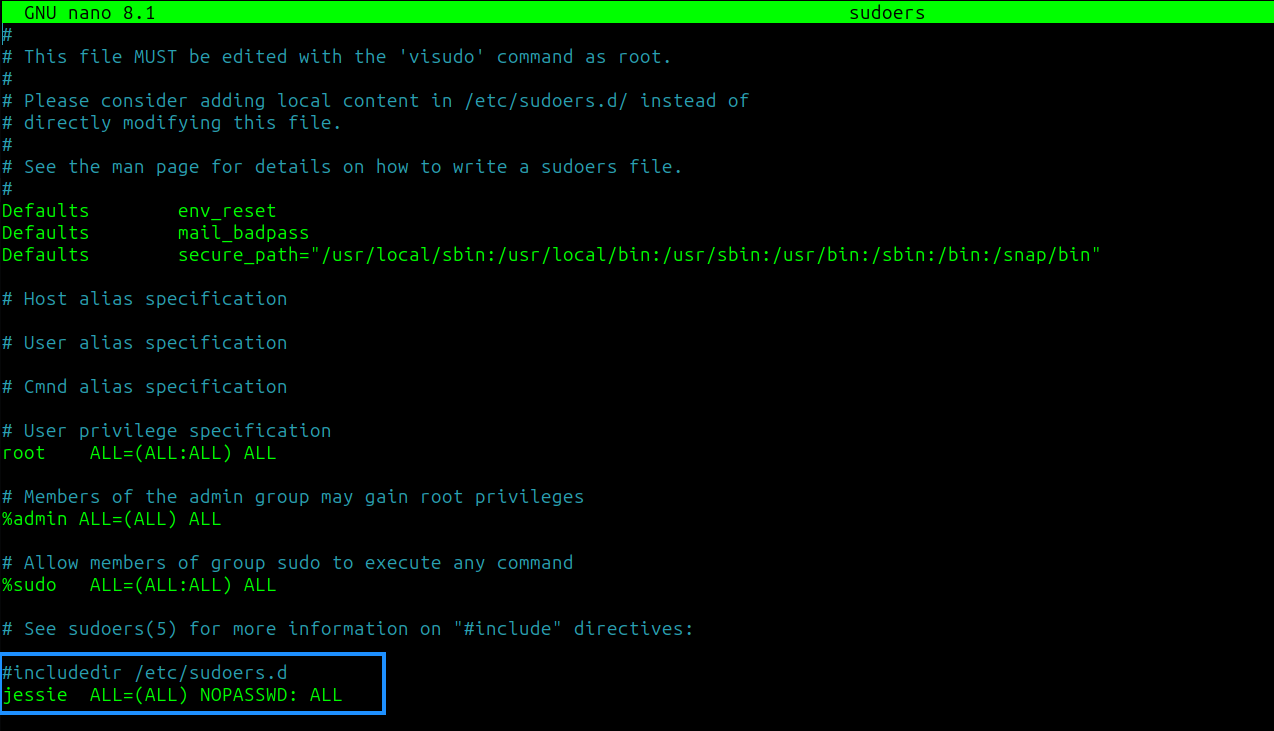 GNU nano 8.1 sudoers
#
# This file MUST be edited with the 'visudo' command as root.
#
# Please consider adding local content in /etc/sudoers.d/ instead of
# directly modifying this file.
#
# See the man page for details on how to write a sudoers file.
#
Defaults        env_reset
Defaults        mail_badpass
Defaults        secure_path="/usr/local/sbin:/usr/local/bin:/usr/sbin:/usr/bin:/sbin:/bin:/snap/bin"
# Host alias specification
# User alias specification
# Cmnd alias specification
# User privilege specification
root    ALL=(ALL:ALL) ALL
# Members of the admin group may gain root privileges
%admin ALL=(ALL) ALL
# Allow members of group sudo to execute any command
%sudo   ALL=(ALL:ALL) ALL
# See sudoers(5) for more information on "#include" directives:
#includedir /etc/sudoers.d
jessie  ALL=(ALL) NOPASSWD: ALL